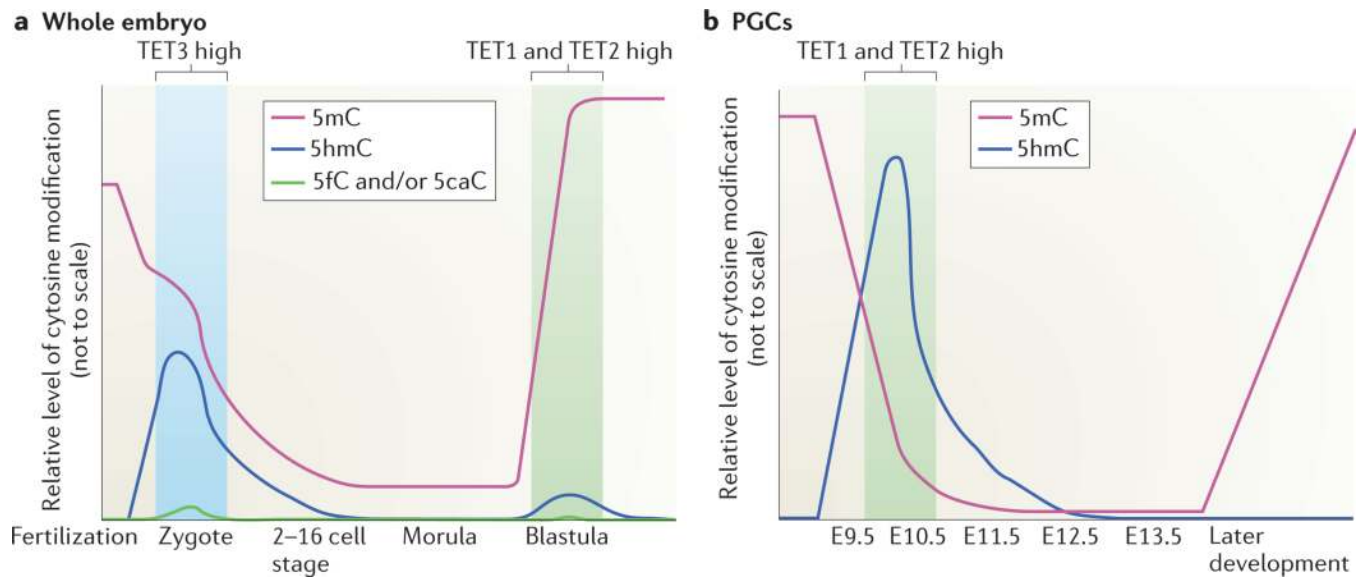 a Whole embryo
TET3 high
TET1 and TET2 high
5mC
5hmC
5fC and/or 5caC
Relative level of cytosine modification
(not to scale)
Fertilization
Zygote
2–16 cell
stage
Morula
Blastula
b PGCs
TET1 and TET2 high
5mC
5hmC
Relative level of cytosine modification
(not to scale)
E9.5
E10.5
E11.5
E12.5
E13.5
Later
development